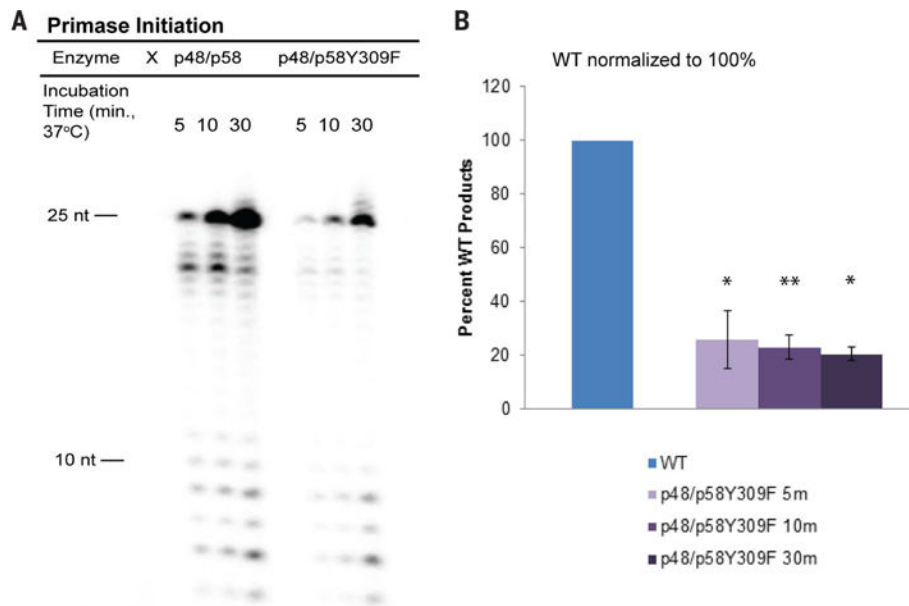 A
Primase Initiation
Enzyme X p48/p58 p48/p58Y309F
Incubation
Time (min.,
37°C)
5 10 30 5 10 30
25 nt
10 nt
B
WT normalized to 100%
Percent WT Products
120
100
80
60
40
20
0
* ** *
WT
p48/p58Y309F 5m
p48/p58Y309F 10m
p48/p58Y309F 30m